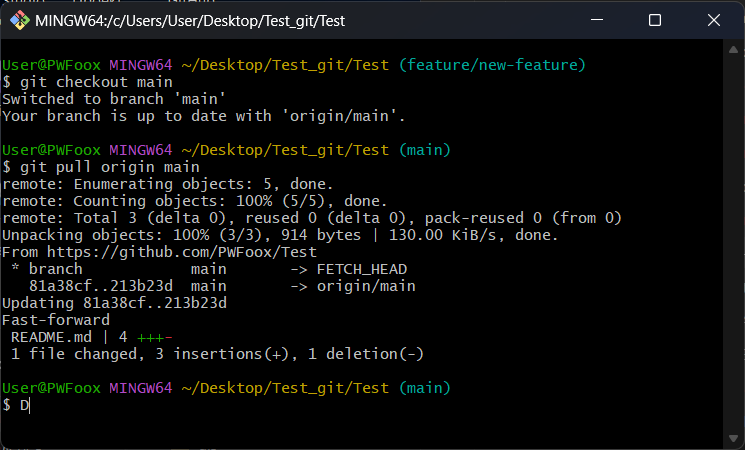 MINGW64:/c/Users/User/Desktop/Test_git/Test
User@PWFoox MINGW64 ~/Desktop/Test_git/Test (feature/new-feature)
$ git checkout main
Switched to branch 'main'
Your branch is up to date with 'origin/main'.
User@PWFoox MINGW64 ~/Desktop/Test_git/Test (main)
$ git pull origin main
remote: Enumerating objects: 5, done.
remote: Counting objects: 100% (5/5), done.
remote: Total 3 (delta 0), reused 0 (delta 0), pack-reused 0 (from 0)
Unpacking objects: 100% (3/3), 914 bytes | 130.00 KiB/s, done.
From https://github.com/PWFoox/Test
 * branch            main       -> FETCH_HEAD
   81a38cf..213b23d  main       -> origin/main
Updating 81a38cf..213b23d
Fast-forward
 README.md | 4 +++-
 1 file changed, 3 insertions(+), 1 deletion(-)
User@PWFoox MINGW64 ~/Desktop/Test_git/Test (main)
$ D